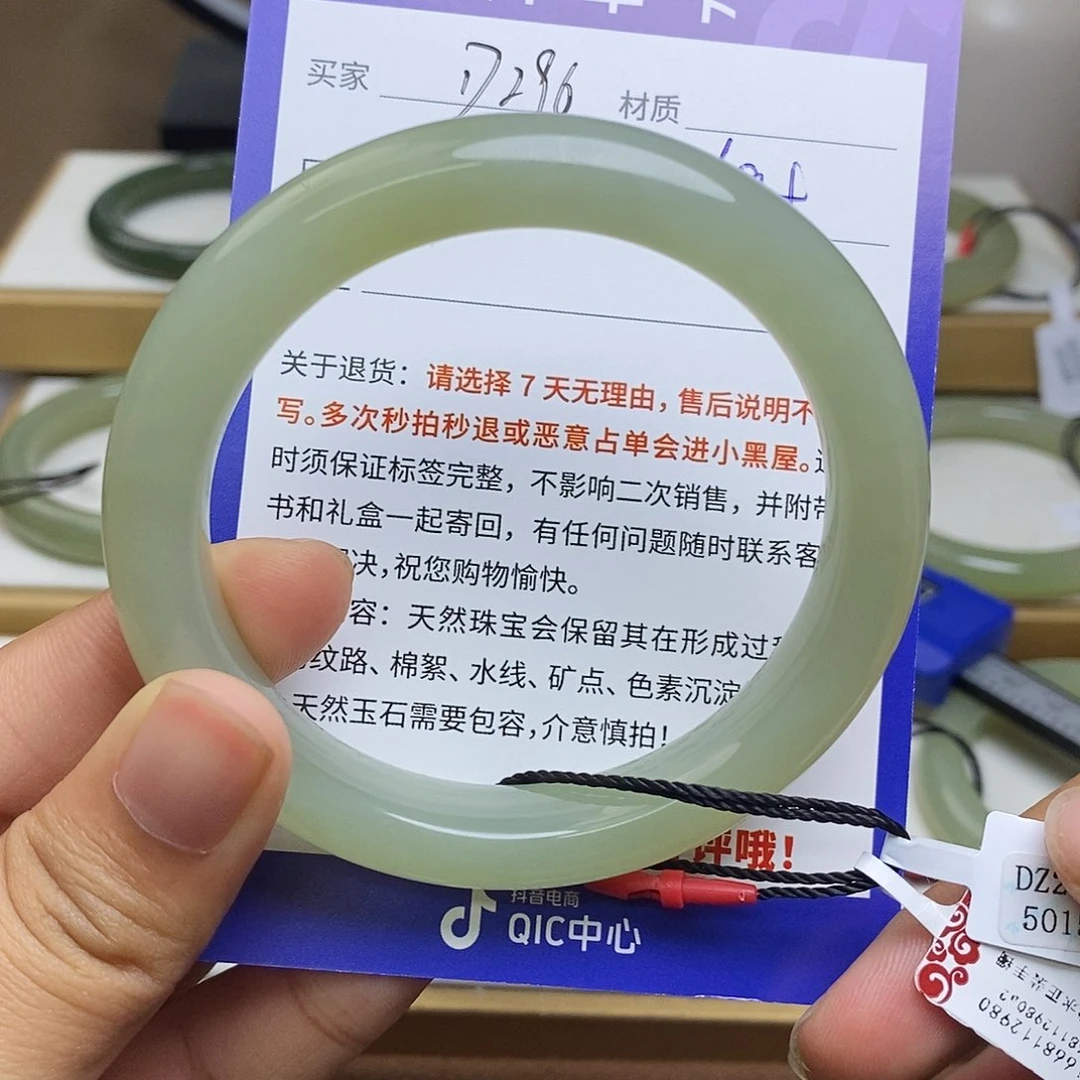 买家 D296 材质
关于退货：请选择 7 天无理由，售后说明不
写。多次秒拍秒退或恶意占单会进小黑屋。
时须保证标签完整，不影响二次销售，并附带
书和礼盒一起寄回，有任何问题随时联系客
决，祝您购物愉快。
容：天然珠宝会保留其在形成过
纹路、棉絮、水线、矿点、色素沉淀
天然玉石需要包容，介意慎拍！
评哦！
抖音电商
QIC中心
DZ2
501